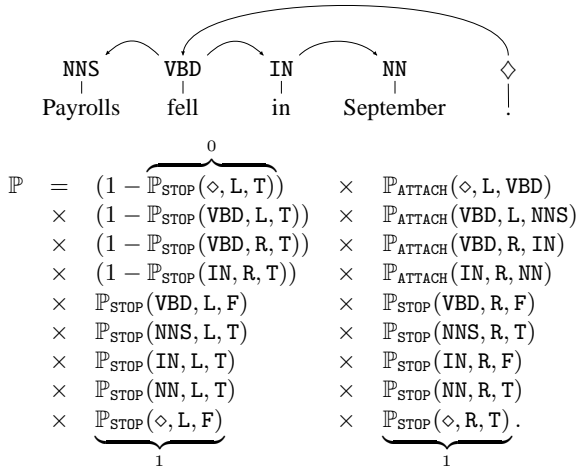 NNS VBD IN NN ◇
Payrolls fell in September .
0
ℙ = (1 − ℙSTOP(⋄, L, T)) × ℙATTACH(⋄, L, VBD)
× (1 − ℙSTOP(VBD, L, T)) × ℙATTACH(VBD, L, NNS)
× (1 − ℙSTOP(VBD, R, T)) × ℙATTACH(VBD, R, IN)
× (1 − ℙSTOP(IN, R, T)) × ℙATTACH(IN, R, NN)
× ℙSTOP(VBD, L, F) × ℙSTOP(VBD, R, F)
× ℙSTOP(NNS, L, T) × ℙSTOP(NNS, R, T)
× ℙSTOP(IN, L, T) × ℙSTOP(IN, R, F)
× ℙSTOP(NN, L, T) × ℙSTOP(NN, R, T)
× ℙSTOP(⋄, L, F) × ℙSTOP(⋄, R, T) .
1 1